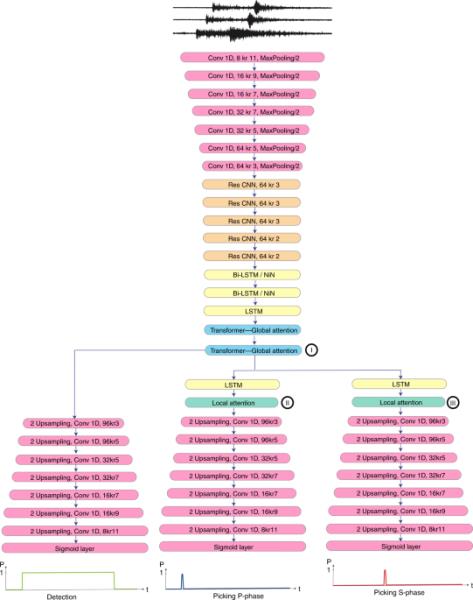 Conv 1D, 8 kr 11, MaxPooling/2
Conv 1D, 16 kr 9, MaxPooling/2
Conv 1D, 16 kr 7, MaxPooling/2
Conv 1D, 32 kr 7, MaxPooling/2
Conv 1D, 32 kr 5, MaxPooling/2
Conv 1D, 64 kr 5, MaxPooling/2
Conv 1D, 64 kr 3, MaxPooling/2
Res CNN, 64 kr 3
Res CNN, 64 kr 3
Res CNN, 64 kr 3
Res CNN, 64 kr 2
Res CNN, 64 kr 2
Bi-LSTM / NiN
Bi-LSTM / NiN
LSTM
Transformer—Global attention
Transformer—Global attention I
2 Upsampling, Conv 1D, 96kr3
2 Upsampling, Conv 1D, 96kr5
2 Upsampling, Conv 1D, 32kr5
2 Upsampling, Conv 1D, 32kr7
2 Upsampling, Conv 1D, 16kr7
2 Upsampling, Conv 1D, 16kr9
2 Upsampling, Conv 1D, 8kr11
Sigmoid layer
P
1
t
Detection
LSTM
Local attention II
2 Upsampling, Conv 1D, 96kr3
2 Upsampling, Conv 1D, 96kr5
2 Upsampling, Conv 1D, 32kr5
2 Upsampling, Conv 1D, 32kr7
2 Upsampling, Conv 1D, 16kr7
2 Upsampling, Conv 1D, 16kr9
2 Upsampling, Conv 1D, 8kr11
Sigmoid layer
P
1
t
Picking P-phase
LSTM
Local attention III
2 Upsampling, Conv 1D, 96kr3
2 Upsampling, Conv 1D, 96kr5
2 Upsampling, Conv 1D, 32kr5
2 Upsampling, Conv 1D, 32kr7
2 Upsampling, Conv 1D, 16kr7
2 Upsampling, Conv 1D, 16kr9
2 Upsampling, Conv 1D, 8kr11
Sigmoid layer
P
1
t
Picking S-phase